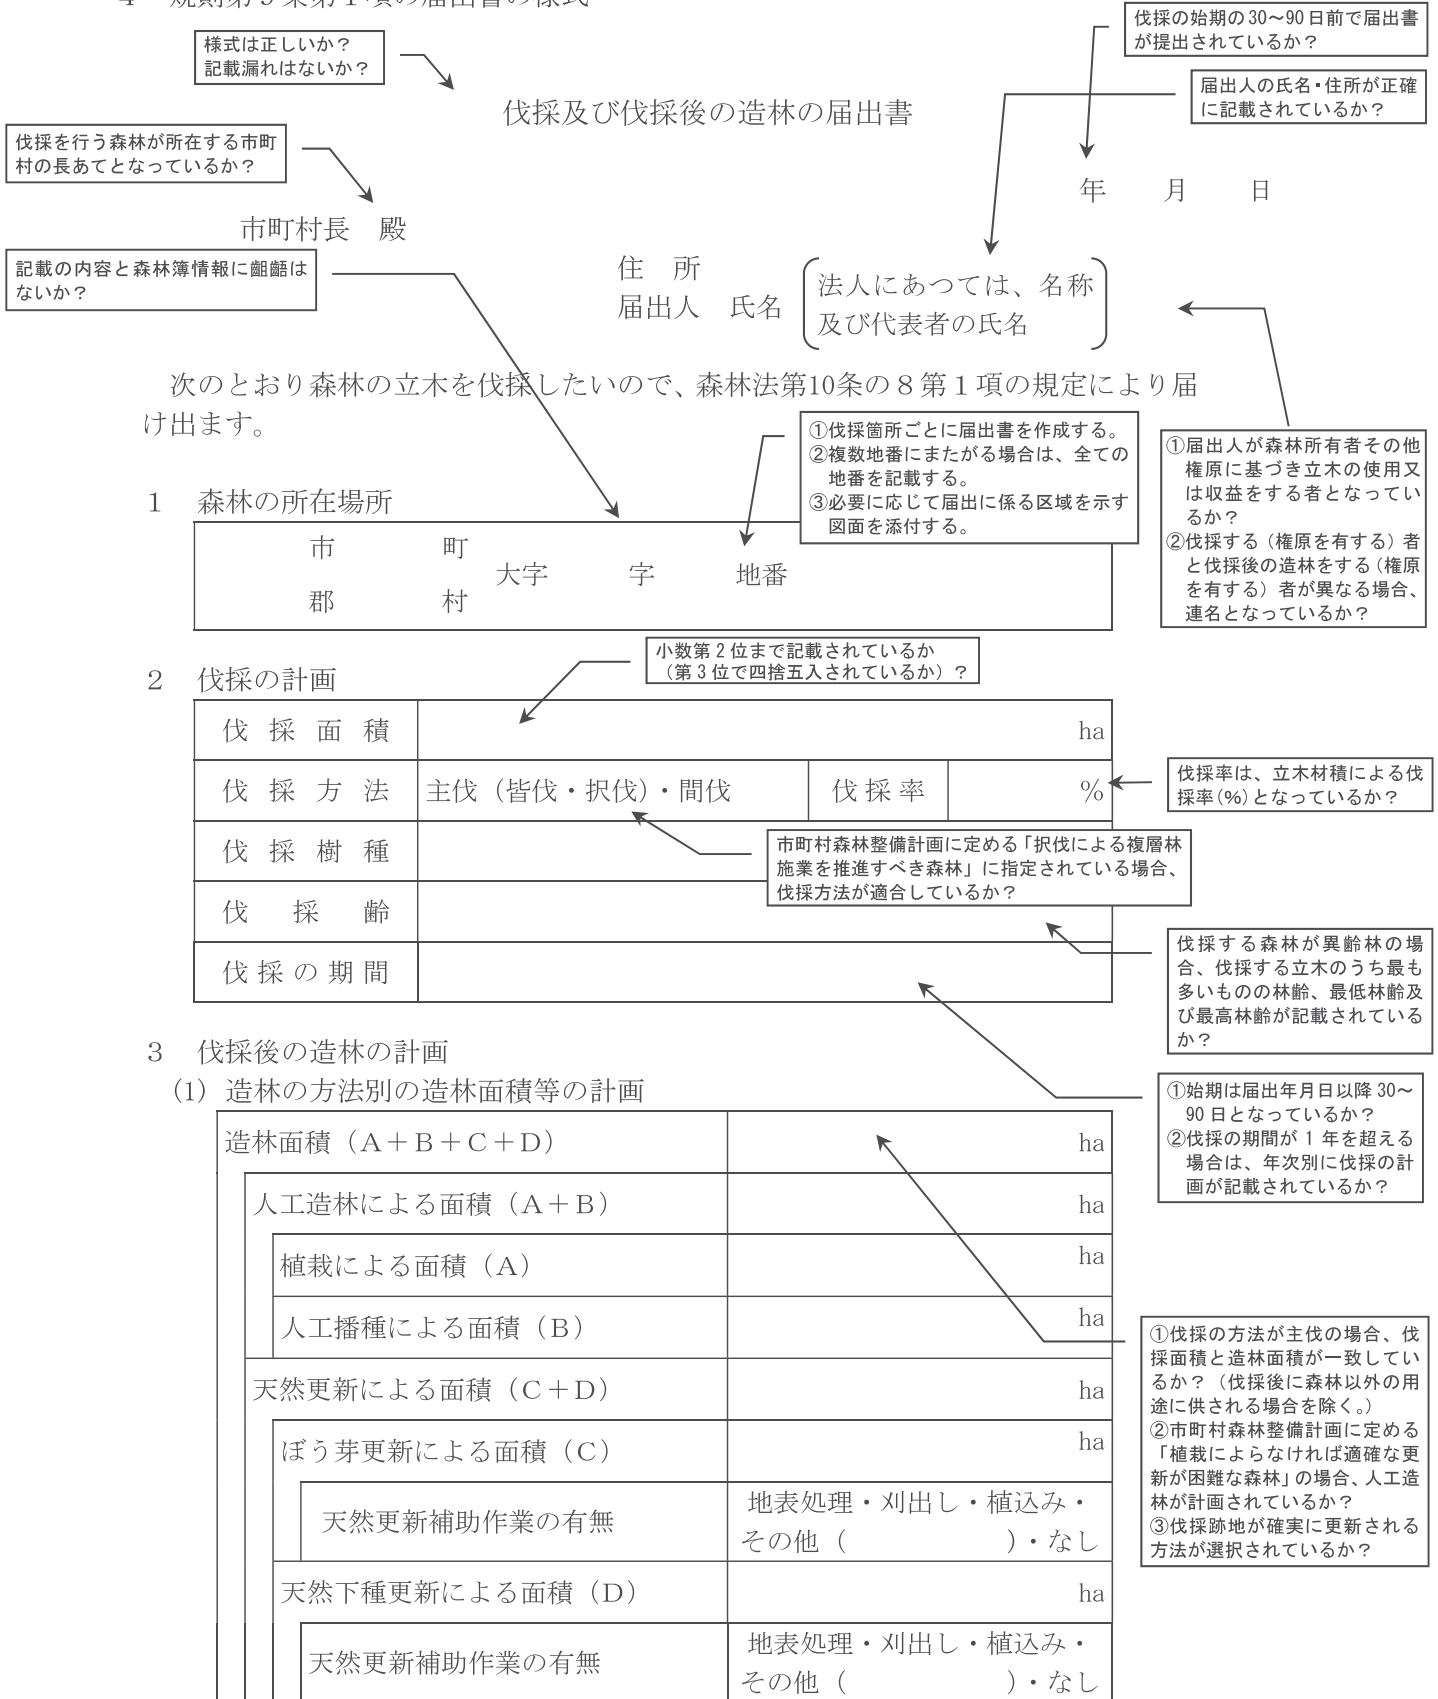 ４　規則第９条第１項の届出書の様式
伐採の始期の30～90日前で届出書
が提出されているか？
様式は正しいか？
記載漏れはないか？
届出人の氏名・住所が正確
に記載されているか？
伐採及び伐採後の造林の届出書
伐採を行う森林が所在する市町
村の長あてとなっているか？
年　　月　　日
市町村長　殿
記載の内容と森林簿情報に齟齬は
ないか？
住　所
届出人　氏名
法人にあつては、名称
及び代表者の氏名
次のとおり森林の立木を伐採したいので、森林法第10条の８第１項の規定により届
け出ます。
①伐採箇所ごとに届出書を作成する。
②複数地番にまたがる場合は、全ての
地番を記載する。
③必要に応じて届出に係る区域を示す
図面を添付する。
①届出人が森林所有者その他
権原に基づき立木の使用又
は収益をする者となってい
るか？
②伐採する（権原を有する）者
と伐採後の造林をする（権原
を有する）者が異なる場合、
連名となっているか？
１　森林の所在場所
市　　　　町
大字　　　字　　　地番
郡　　　　村
小数第２位まで記載されているか
（第３位で四捨五入されているか）？
２　伐採の計画
伐採面積　ha
伐採方法　主伐（皆伐・択伐）・間伐　伐採率　％
伐採率は、立木材積による伐
採率（%）となっているか？
市町村森林整備計画に定める「択伐による複層林
施業を推進すべき森林」に指定されている場合、
伐採方法が適合しているか？
伐採樹種
伐採齢
伐採の期間
伐採する森林が異齢林の場
合、伐採する立木のうち最も
多いものの林齢、最低林齢及
び最高林齢が記載されている
か？
３　伐採後の造林の計画
(1)　造林の方法別の造林面積等の計画
①始期は届出年月日以降30～
90日となっているか？
②伐採の期間が１年を超える
場合は、年次別に伐採の計
画が記載されているか？
造林面積（Ａ＋Ｂ＋Ｃ＋Ｄ）　ha
人工造林による面積（Ａ＋Ｂ）　ha
植栽による面積（Ａ）　ha
人工播種による面積（Ｂ）　ha
天然更新による面積（Ｃ＋Ｄ）　ha
ぼう芽更新による面積（Ｃ）　ha
①伐採の方法が主伐の場合、伐
採面積と造林面積が一致してい
るか？（伐採後に森林以外の用
途に供される場合を除く。）
②市町村森林整備計画に定める
「植栽によらなければ適確な更
新が困難な森林」の場合、人工造
林が計画されているか？
③伐採跡地が確実に更新される
方法が選択されているか？
天然更新補助作業の有無
地表処理・刈出し・植込み・
その他（　　　　　　）・なし
天然下種更新による面積（Ｄ）　ha
天然更新補助作業の有無
地表処理・刈出し・植込み・
その他（　　　　　　）・なし